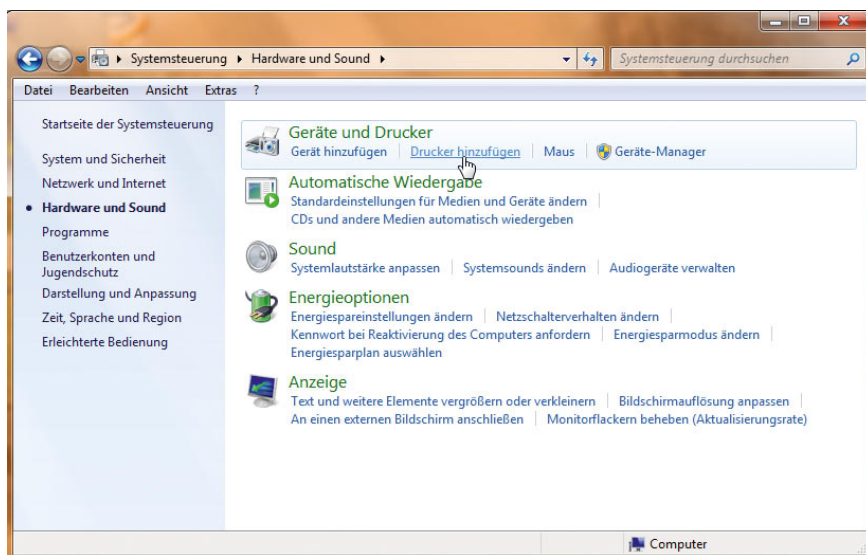 Systemsteuerung Hardware und Sound
Systemsteuerung durchsuchen
Datei Bearbeiten Ansicht Extras ?
Startseite der Systemsteuerung
System und Sicherheit
Netzwerk und Internet
Hardware und Sound
Programme
Benutzerkonten und
Jugendschutz
Darstellung und Anpassung
Zeit, Sprache und Region
Erleichterte Bedienung
Geräte und Drucker
Gerät hinzufügen Drucker hinzufügen Maus Geräte-Manager
Automatische Wiedergabe
Standardeinstellungen für Medien und Geräte ändern
CDs und andere Medien automatisch wiedergeben
Sound
Systemlautstärke anpassen Systemsounds ändern Audiogeräte verwalten
Energieoptionen
Energiespareinstellungen ändern Netzschalterverhalten ändern
Kennwort bei Reaktivierung des Computers anfordern Energiesparmodus ändern
Energiesparplan auswählen
Anzeige
Text und weitere Elemente vergrößern oder verkleinern Bildschirmauflösung anpassen
An einen externen Bildschirm anschließen Monitorflackern beheben (Aktualisierungsrate)
Computer